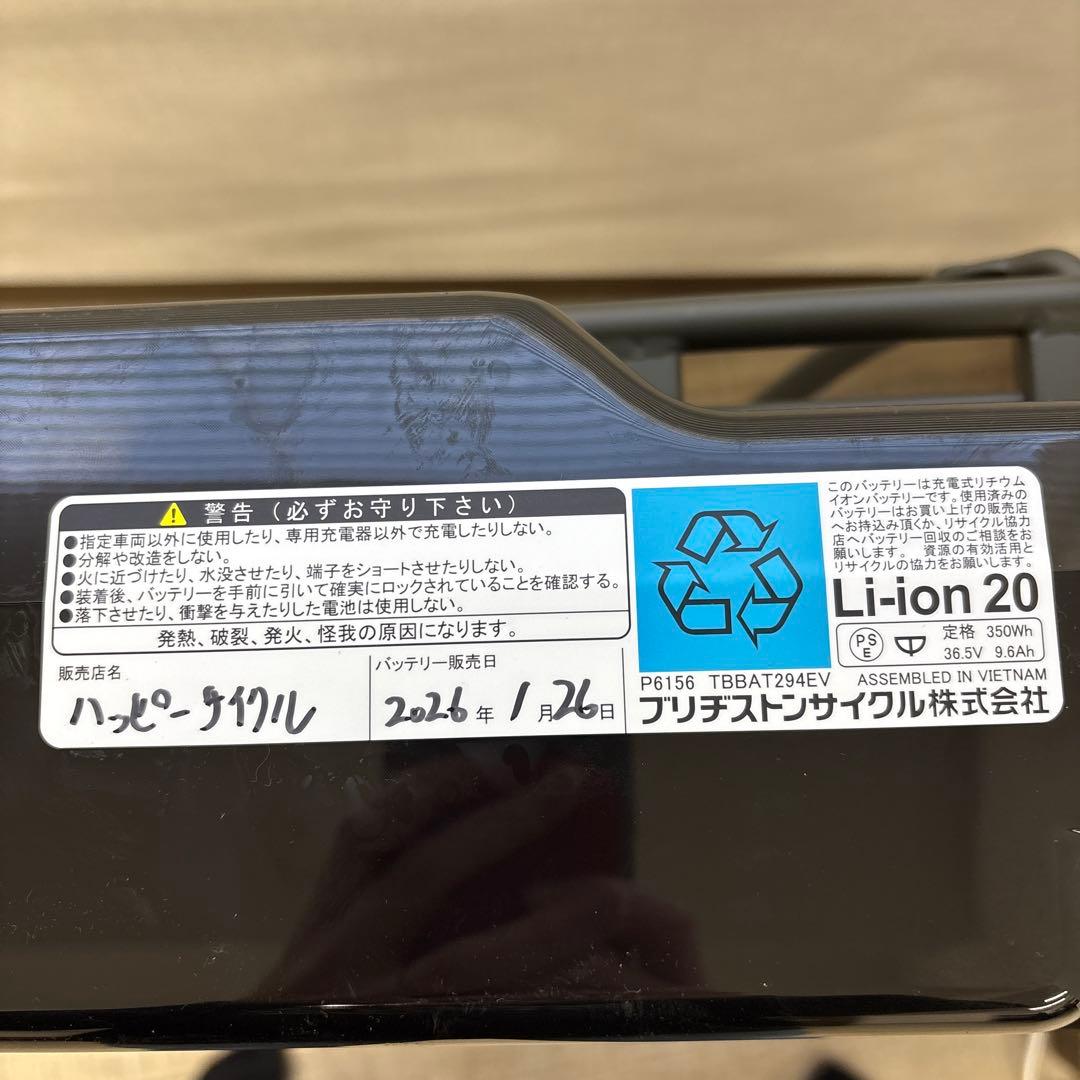 警告（必ずお守り下さい）
●指定車両以外に使用したり、専用充電器以外で充電したりしない。
●分解や改造をしない。
●火に近づけたり、水没させたり、端子をショートさせたりしない。
●装着後、バッテリーを手前に引いて確実にロックされていることを確認する。
●落下させたり、衝撃を与えたりした電池は使用しない。
発熱、破裂、発火、怪我の原因になります。
販売店名
ハッピーサイクル
バッテリー販売日
2026年 1月26日
P6156 TBBAT294EV
このバッテリーは充電式リチウム
イオンバッテリーです。使用済みの
バッテリーはお買い上げの販売店
へお持込み頂くか、リサイクル協力
店へバッテリー回収のご相談をお
願いします。 資源の有効活用と
リサイクルの協力をお願いします。
Li-ion 20
PS
E
定格 350Wh
36.5V 9.6Ah
ASSEMBLED IN VIETNAM
ブリヂストンサイクル株式会社